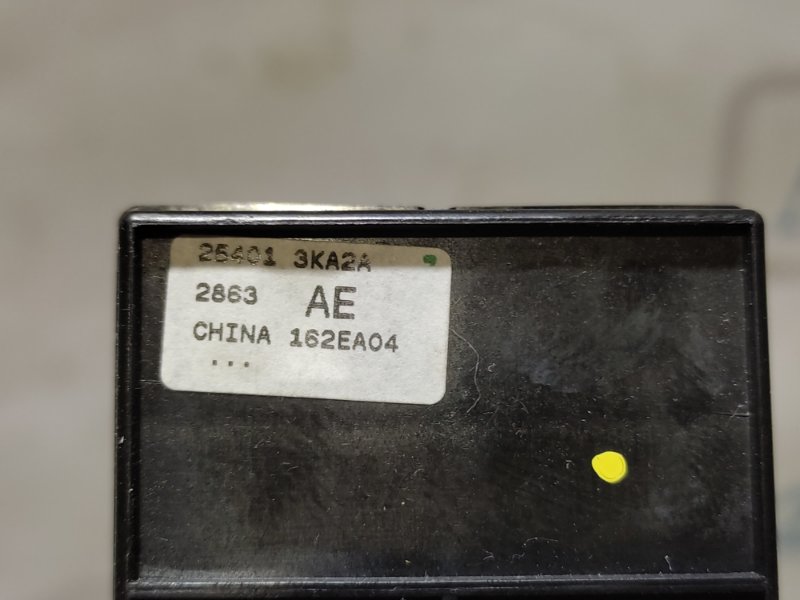 25401 3KA2A
2863 AE
CHINA 162EA04
...